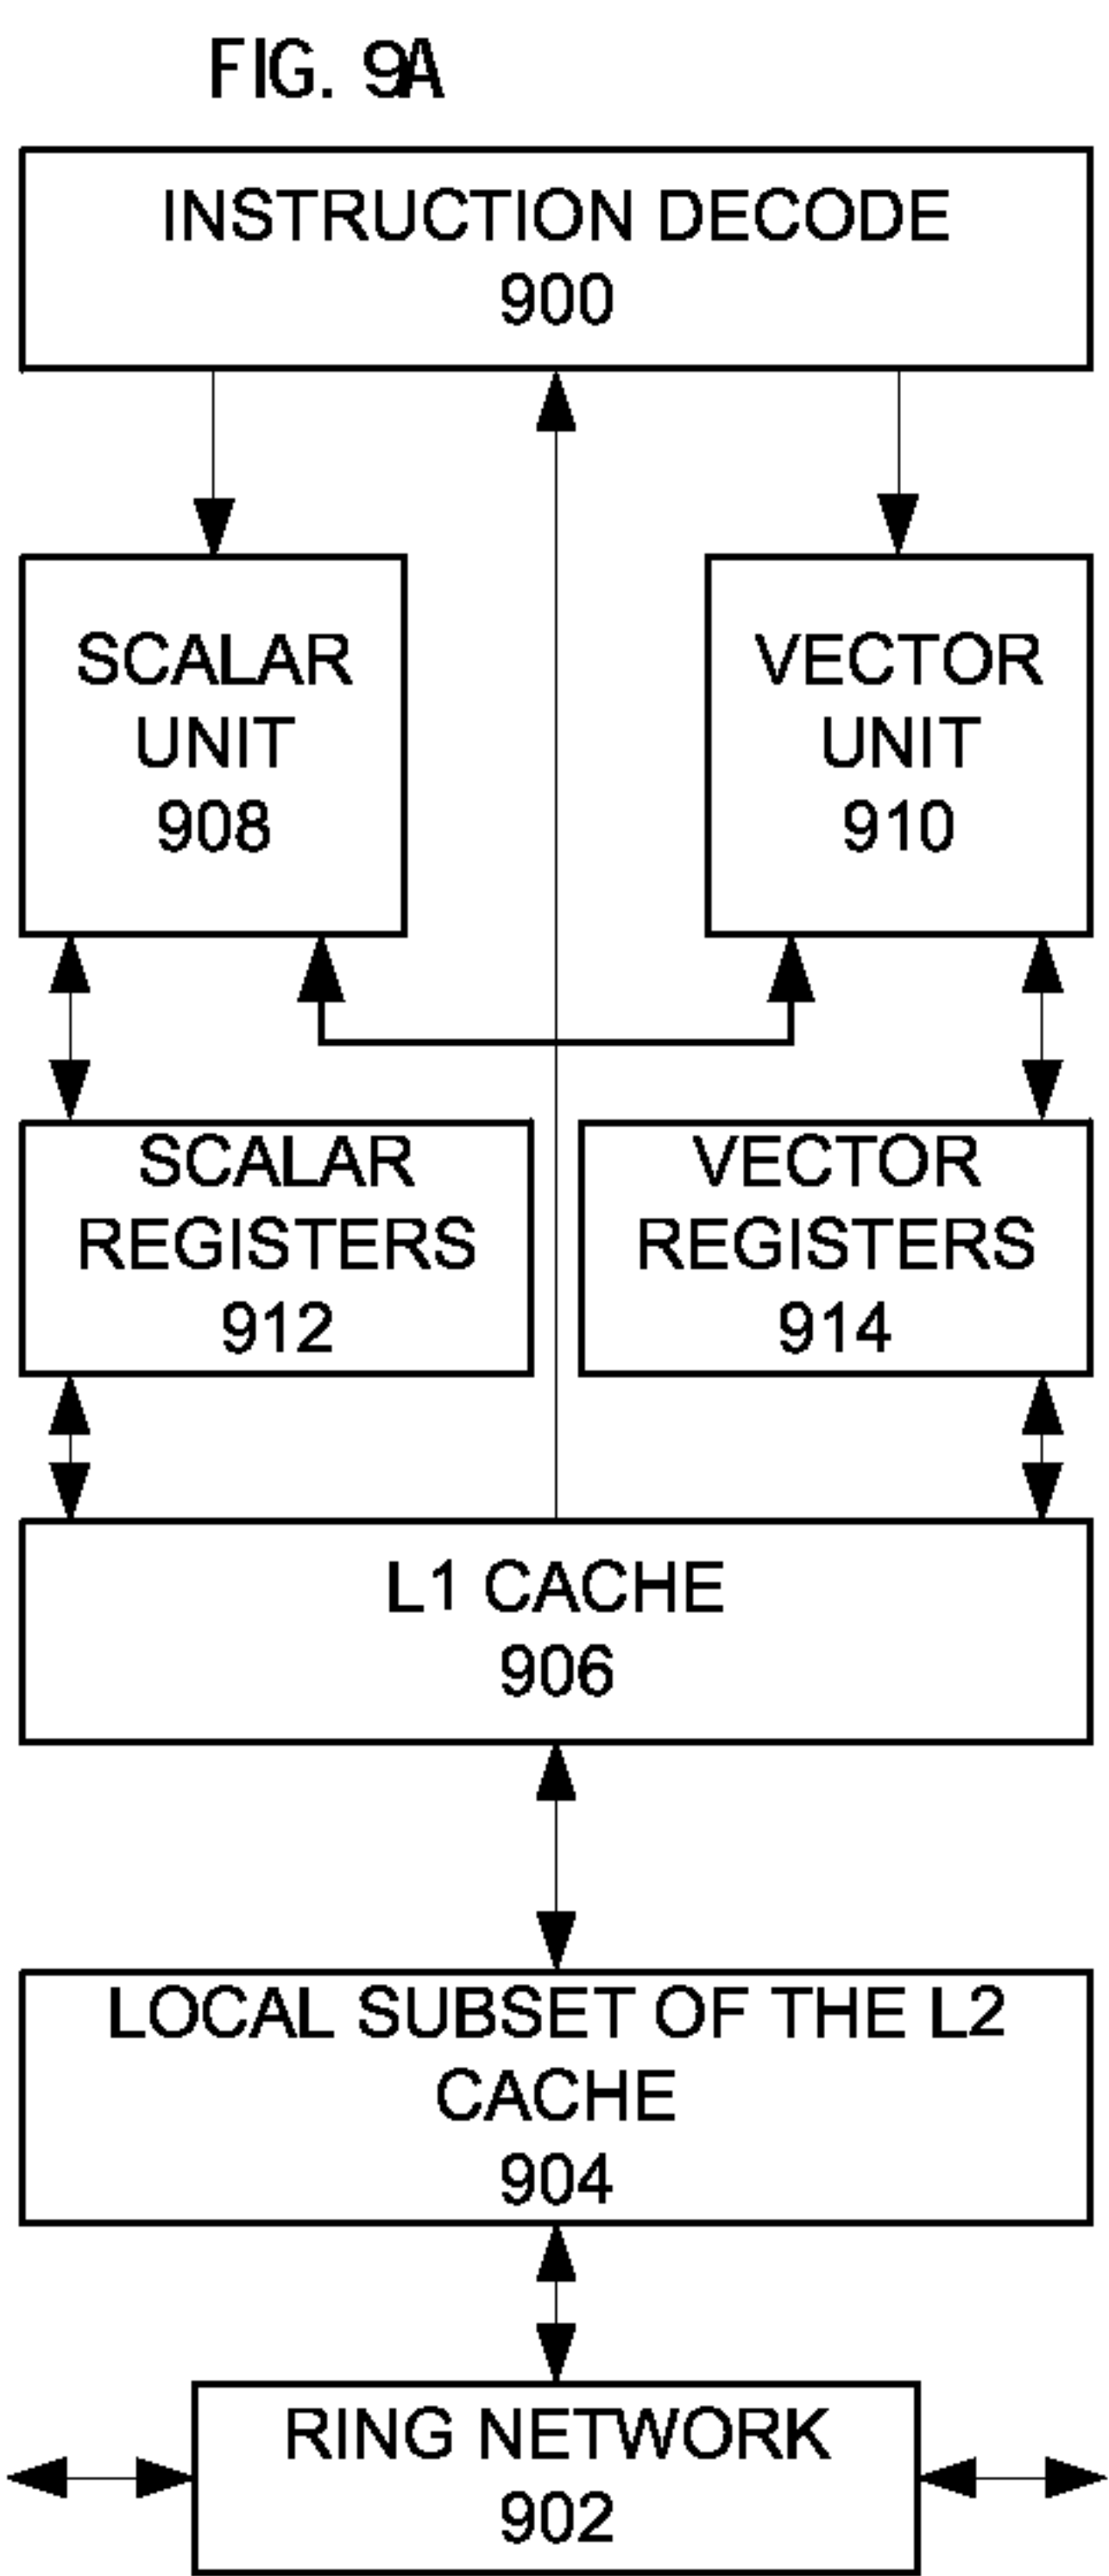 FIG. 9A
INSTRUCTION DECODE
900
SCALAR
UNIT
908
VECTOR
UNIT
910
SCALAR
REGISTERS
912
VECTOR
REGISTERS
914
L1 CACHE
906
LOCAL SUBSET OF THE L2
CACHE
904
RING NETWORK
902